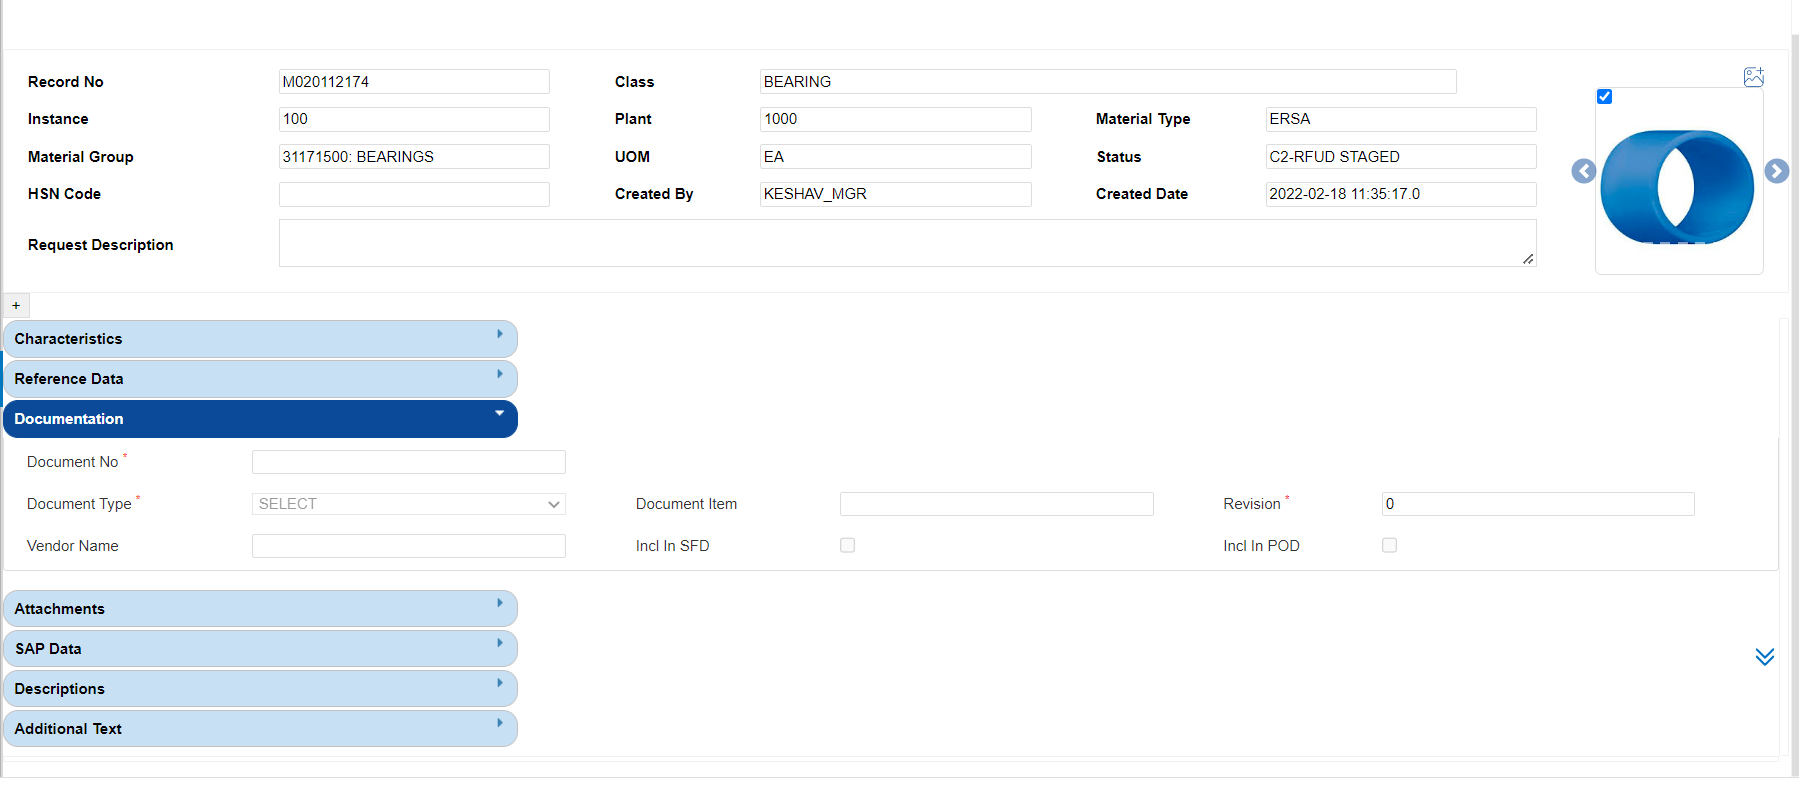 Record No M020112174 Class BEARING
Instance 100 Plant 1000 Material Type ERSA
Material Group 31171500: BEARINGS UOM EA Status C2-RFUD STAGED
HSN Code Created By KESHAV_MGR Created Date 2022-02-18 11:35:17.0
Request Description
+
Characteristics
Reference Data
Documentation
Document No *
Document Type * SELECT Document Item Revision * 0
Vendor Name Incl In SFD Incl In POD
Attachments
SAP Data
Descriptions
Additional Text